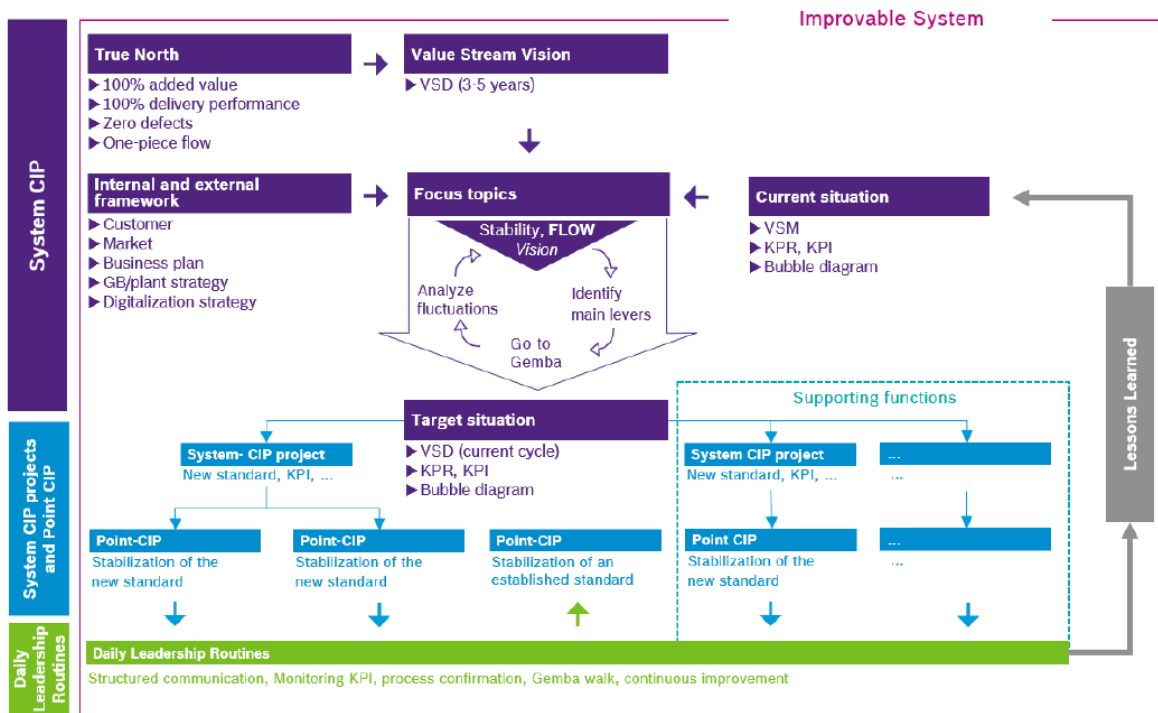 Improvable System
System CIP
True North
▶ 100% added value
▶ 100% delivery performance
▶ Zero defects
▶ One-piece flow
Value Stream Vision
▶ VSD (3-5 years)
Internal and external
framework
▶ Customer
▶ Market
▶ Business plan
▶ GB/plant strategy
▶ Digitalization strategy
Focus topics
Stability, FLOW
Vision
Analyze
fluctuations
Identify
main levers
Go to
Gemba
Current situation
▶ VSM
▶ KPR, KPI
▶ Bubble diagram
Lessons Learned
System CIP projects
and Point CIP
Target situation
▶ VSD (current cycle)
▶ KPR, KPI
▶ Bubble diagram
Supporting functions
System- CIP project
New standard, KPI, ...
System CIP project
New standard, KPI, ...
...
...
Point-CIP
Stabilization of the
new standard
Point-CIP
Stabilization of the
new standard
Point-CIP
Stabilization of an
established standard
Point CIP
Stabilization of the
new standard
...
...
Daily
Leadership
Routines
Daily Leadership Routines
Structured communication, Monitoring KPI, process confirmation, Gemba walk, continuous improvement